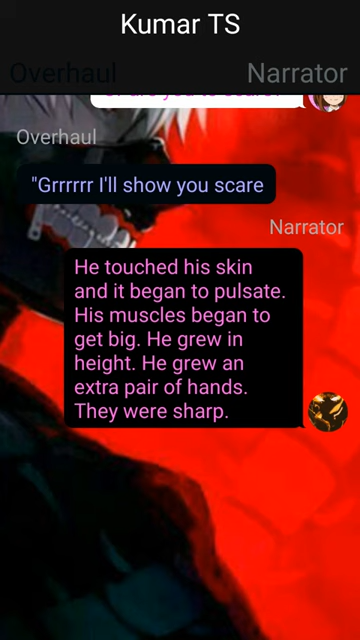 Kumar TS
Overhaul
Narrator
Overhaul
"Grrrrrr I'll show you scare
Narrator
He touched his skin
and it began to pulsate.
His muscles began to
get big. He grew in
height. He grew an
extra pair of hands.
They were sharp.